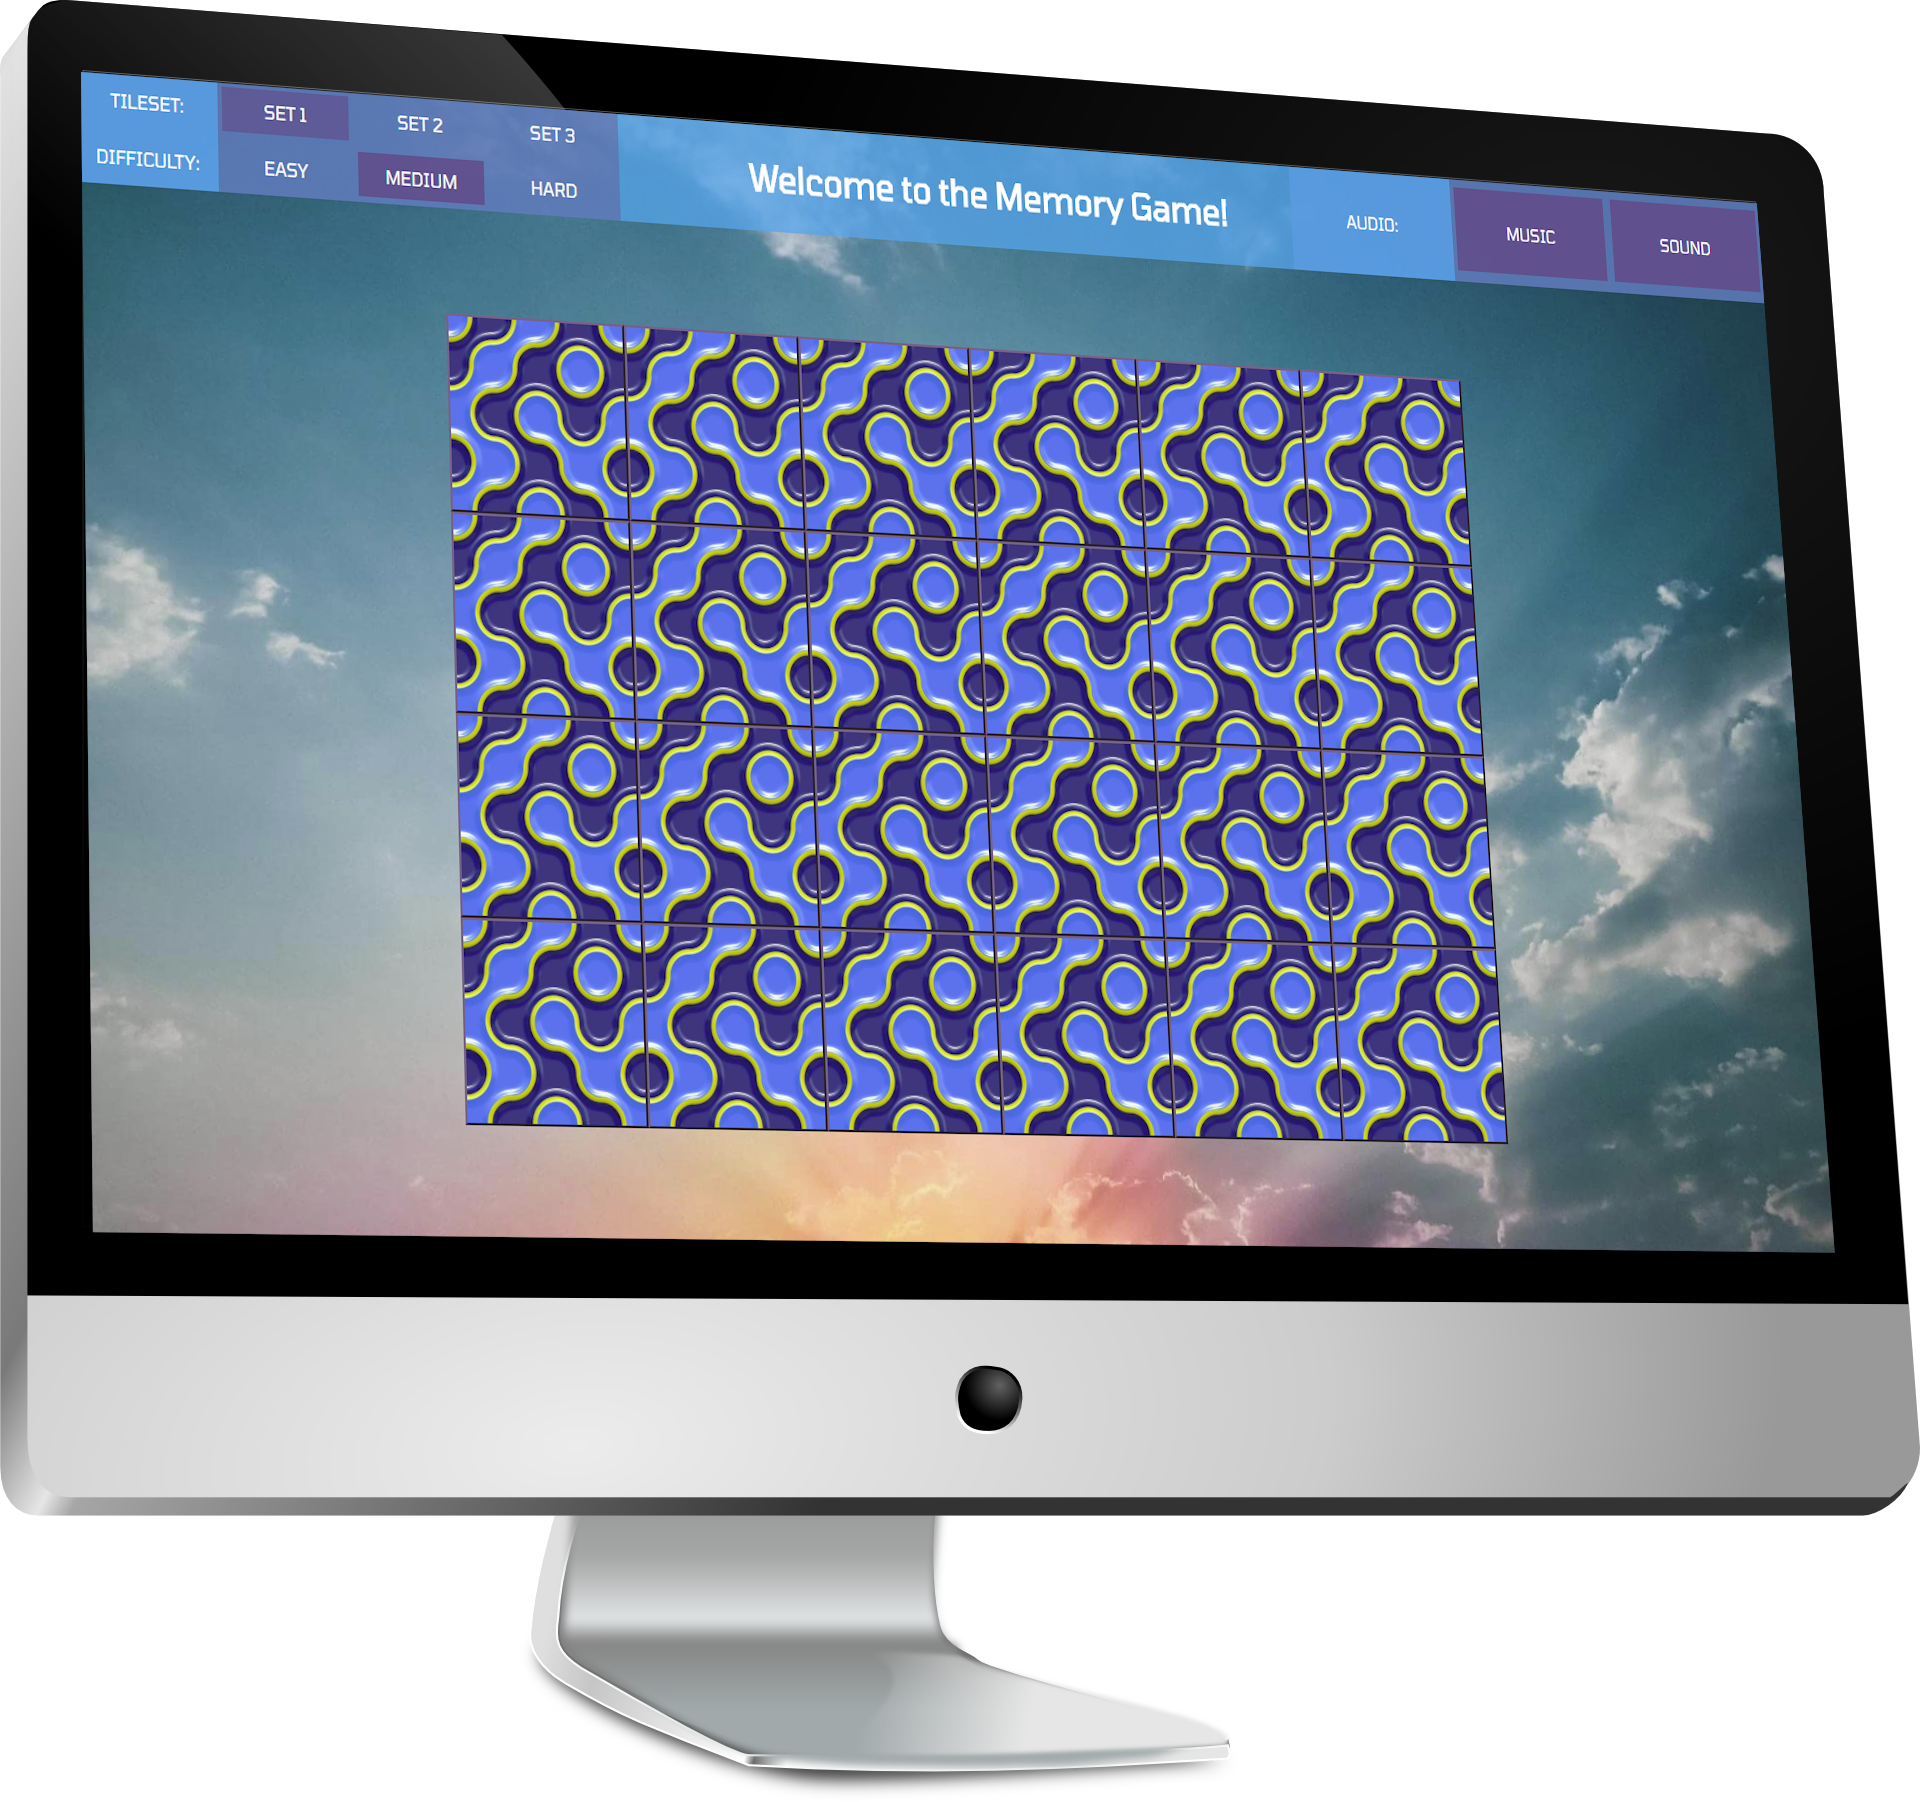 TILESET:
SET 1
SET 2
SET 3
DIFFICULTY:
EASY
MEDIUM
HARD
Welcome to the Memory Game!
AUDIO:
MUSIC
SOUND